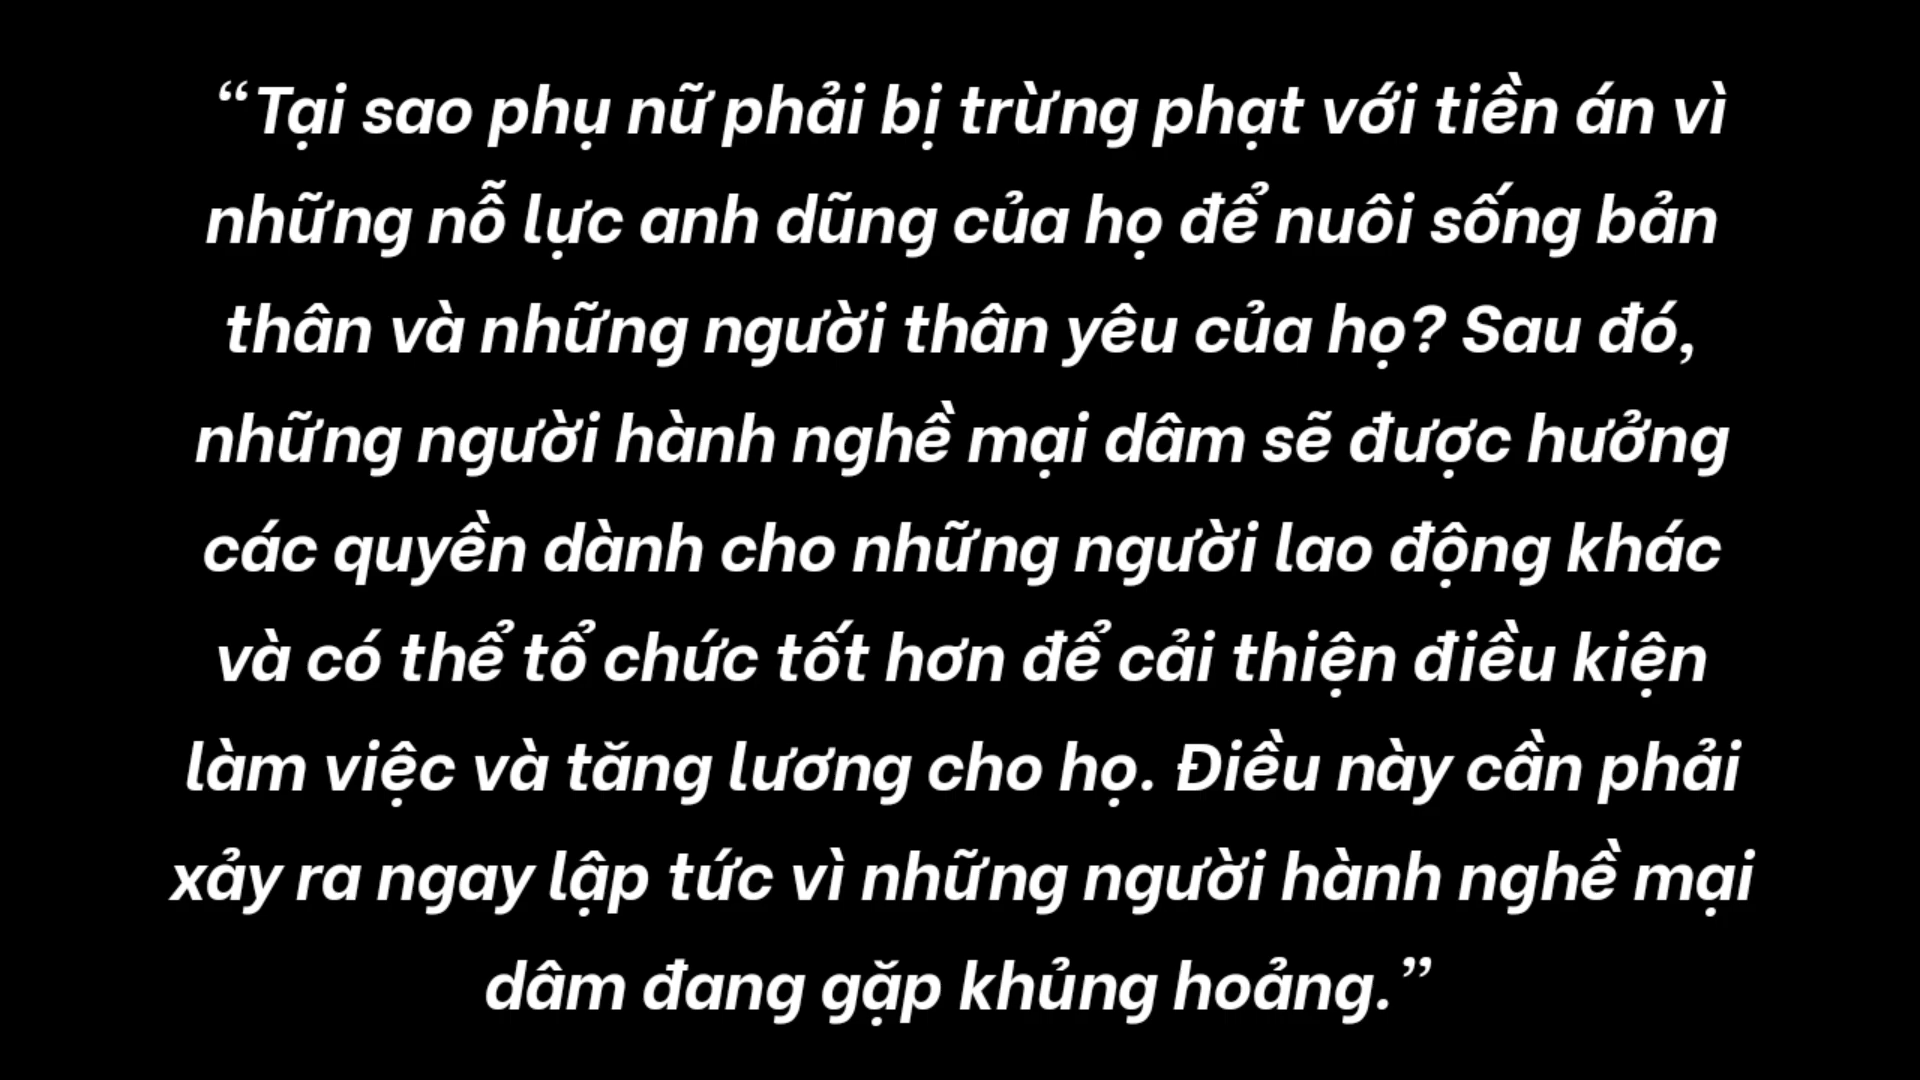 “Tại sao phụ nữ phải bị trừng phạt với tiền án vì
những nỗ lực anh dũng của họ để nuôi sống bản
thân và những người thân yêu của họ? Sau đó,
những người hành nghề mại dâm sẽ được hưởng
các quyền dành cho những người lao động khác
và có thể tổ chức tốt hơn để cải thiện điều kiện
làm việc và tăng lương cho họ. Điều này cần phải
xảy ra ngay lập tức vì những người hành nghề mại
dâm đang gặp khủng hoảng.”